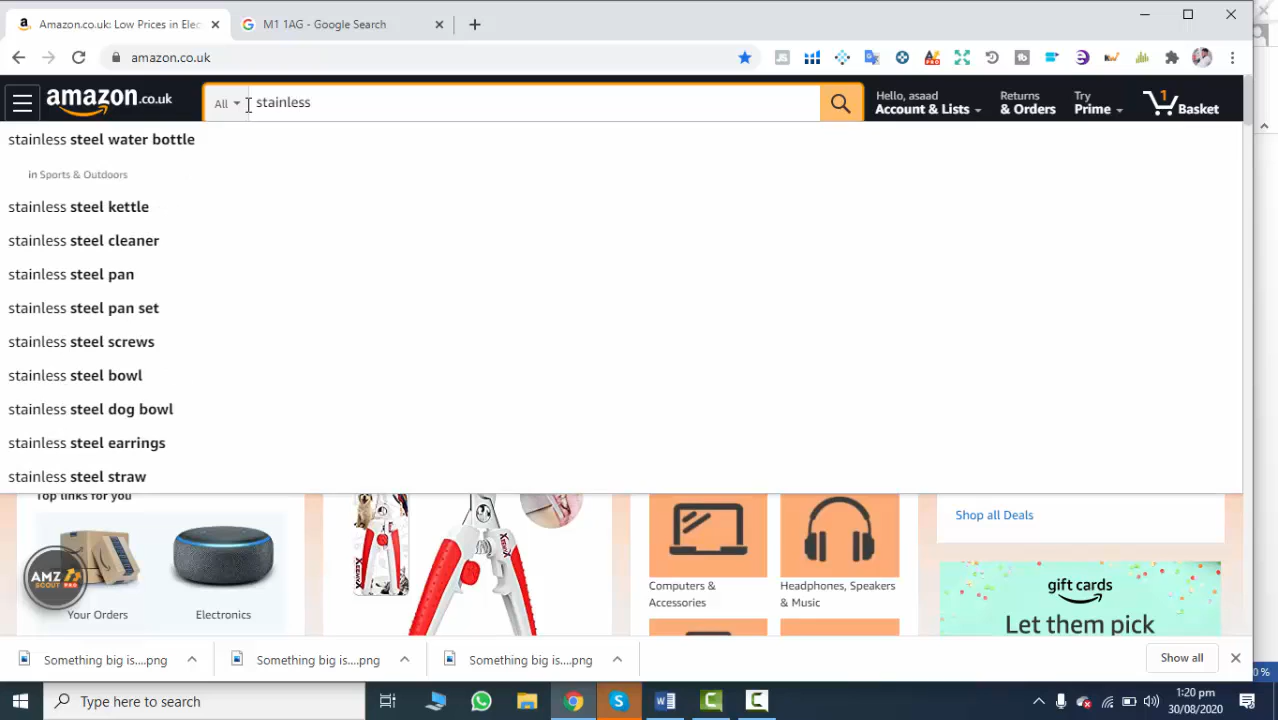 Amazon.co.uk: Low Prices in Elec
M1 1AG - Google Search
amazon.co.uk
amazon.co.uk
All
stainless
Hello, asaad
Account & Lists
Returns
& Orders
Try
Prime
1
Basket
stainless steel water bottle
in Sports & Outdoors
stainless steel kettle
stainless steel cleaner
stainless steel pan
stainless steel pan set
stainless steel screws
stainless steel bowl
stainless steel dog bowl
stainless steel earrings
stainless steel straw
Top links for you
Your Orders
Electronics
AMZ
SCOUT PRO
Computers &
Accessories
Headphones, Speakers
& Music
Shop all Deals
gift cards
Let them pick
Something big is....png
Something big is....png
Something big is....png
Show all
0 %
Type here to search
1:20 pm
30/08/2020